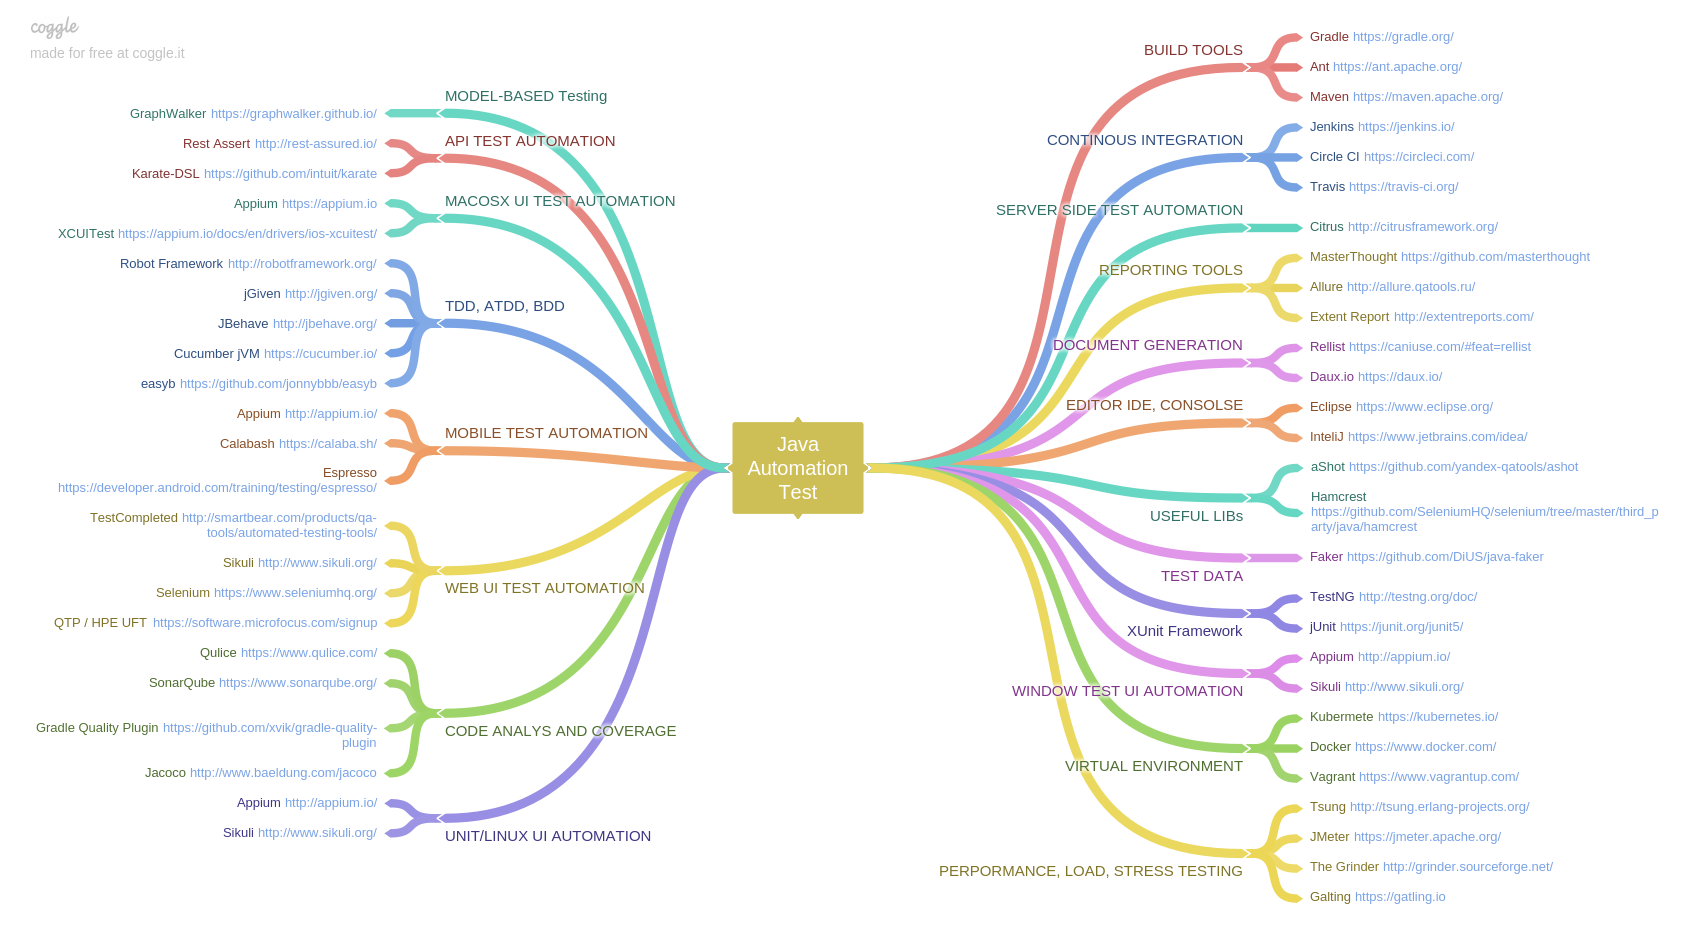 coggle
made for free at coggle.it
MODEL-BASED Testing
GraphWalker https://graphwalker.github.io/
API TEST AUTOMATION
Rest Assert http://rest-assured.io/
Karate-DSL https://github.com/intuit/karate
MACOSX UI TEST AUTOMATION
Appium https://appium.io
XCUITest https://appium.io/docs/en/drivers/ios-xcuitest/
TDD, ATDD, BDD
Robot Framework http://robotframework.org/
jGiven http://jgiven.org/
JBehave http://jbehave.org/
Cucumber jVM https://cucumber.io/
easyb https://github.com/jonnybbb/easyb
MOBILE TEST AUTOMATION
Appium http://appium.io/
Calabash https://calaba.sh/
Espresso
https://developer.android.com/training/testing/espresso/
WEB UI TEST AUTOMATION
TestCompleted http://smartbear.com/products/qa-
tools/automated-testing-tools/
Sikuli http://www.sikuli.org/
Selenium https://www.seleniumhq.org/
QTP / HPE UFT https://software.microfocus.com/signup
CODE ANALYS AND COVERAGE
Qulice https://www.qulice.com/
SonarQube https://www.sonarqube.org/
Gradle Quality Plugin https://github.com/xvik/gradle-quality-
plugin
Jacoco http://www.baeldung.com/jacoco
UNIT/LINUX UI AUTOMATION
Appium http://appium.io/
Sikuli http://www.sikuli.org/
Java
Automation
Test
BUILD TOOLS
Gradle https://gradle.org/
Ant https://ant.apache.org/
Maven https://maven.apache.org/
CONTINOUS INTEGRATION
Jenkins https://jenkins.io/
Circle CI https://circleci.com/
Travis https://travis-ci.org/
SERVER SIDE TEST AUTOMATION
Citrus http://citrusframework.org/
REPORTING TOOLS
MasterThought https://github.com/masterthought
Allure http://allure.qatools.ru/
Extent Report http://extentreports.com/
DOCUMENT GENERATION
Rellist https://caniuse.com/#feat=rellist
Daux.io https://daux.io/
EDITOR IDE, CONSOLSE
Eclipse https://www.eclipse.org/
InteliJ https://www.jetbrains.com/idea/
USEFUL LIBs
aShot https://github.com/yandex-qatools/ashot
Hamcrest
https://github.com/SeleniumHQ/selenium/tree/master/third_p
arty/java/hamcrest
TEST DATA
Faker https://github.com/DiUS/java-faker
XUnit Framework
TestNG http://testng.org/doc/
jUnit https://junit.org/junit5/
WINDOW TEST UI AUTOMATION
Appium http://appium.io/
Sikuli http://www.sikuli.org/
VIRTUAL ENVIRONMENT
Kubermete https://kubernetes.io/
Docker https://www.docker.com/
Vagrant https://www.vagrantup.com/
PERPORMANCE, LOAD, STRESS TESTING
Tsung http://tsung.erlang-projects.org/
JMeter https://jmeter.apache.org/
The Grinder http://grinder.sourceforge.net/
Galting https://gatling.io